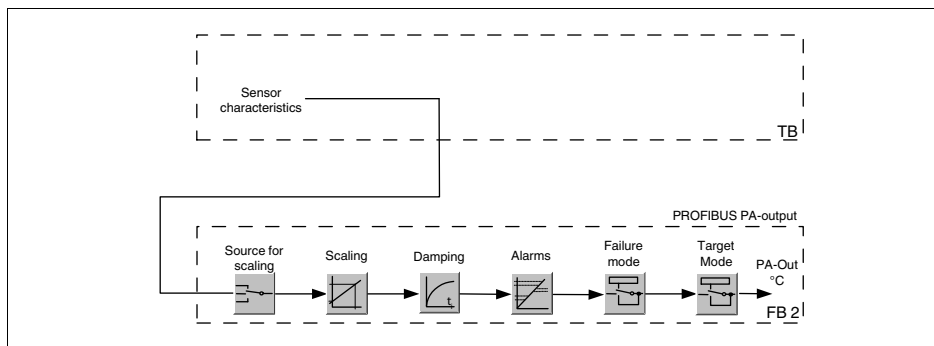 Sensor
characteristics
TB
PROFIBUS PA-output
Source for
scaling
Scaling
Damping
Alarms
Failure
mode
Target
Mode
PA-Out
°C
t
FB 2